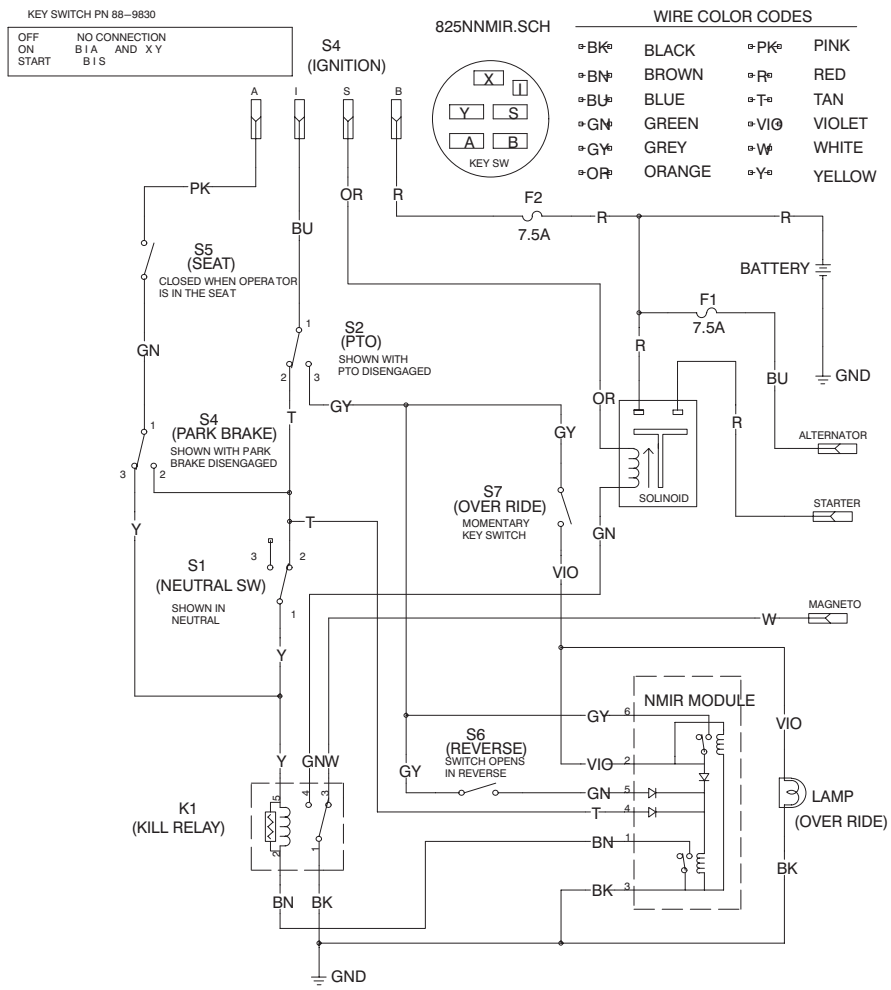 KEY SWITCH PN 88-9830
OFF NO CONNECTION
ON B I A AND X Y
START B I S
S4
(IGNITION)
A I S B
825NNMIR.SCH
X I
Y S
A B
KEY SW
WIRE COLOR CODES
BK BLACK PK PINK
BN BROWN R RED
BU BLUE T TAN
GN GREEN VIO VIOLET
GY GREY W WHITE
OR ORANGE Y YELLOW
PK
OR
R
F2
7.5A
R
R
BU
S5
(SEAT)
CLOSED WHEN OPERATOR
IS IN THE SEAT
BATTERY
F1
7.5A
GN
1
S2
(PTO)
SHOWN WITH
PTO DISENGAGED
2 3
R
BU
GND
T
GY
OR
R
S4
(PARK BRAKE)
SHOWN WITH PARK
BRAKE DISENGAGED
1
3 2
GY
ALTERNATOR
SOLINOID
S7
(OVER RIDE)
MOMENTARY
KEY SWITCH
STARTER
Y
T
GN
3 2
S1
(NEUTRAL SW)
SHOWN IN
NEUTRAL
1
VIO
MAGNETO
W
Y
NMIR MODULE
GY 6
VIO
S6
(REVERSE)
SWITCH OPENS
IN REVERSE
Y GN W
GY
VIO 2
GN 5
T 4
LAMP
(OVER RIDE)
K1
(KILL RELAY)
5 4 3
2 1
BN 1
BK 3
BK
BN BK
GND